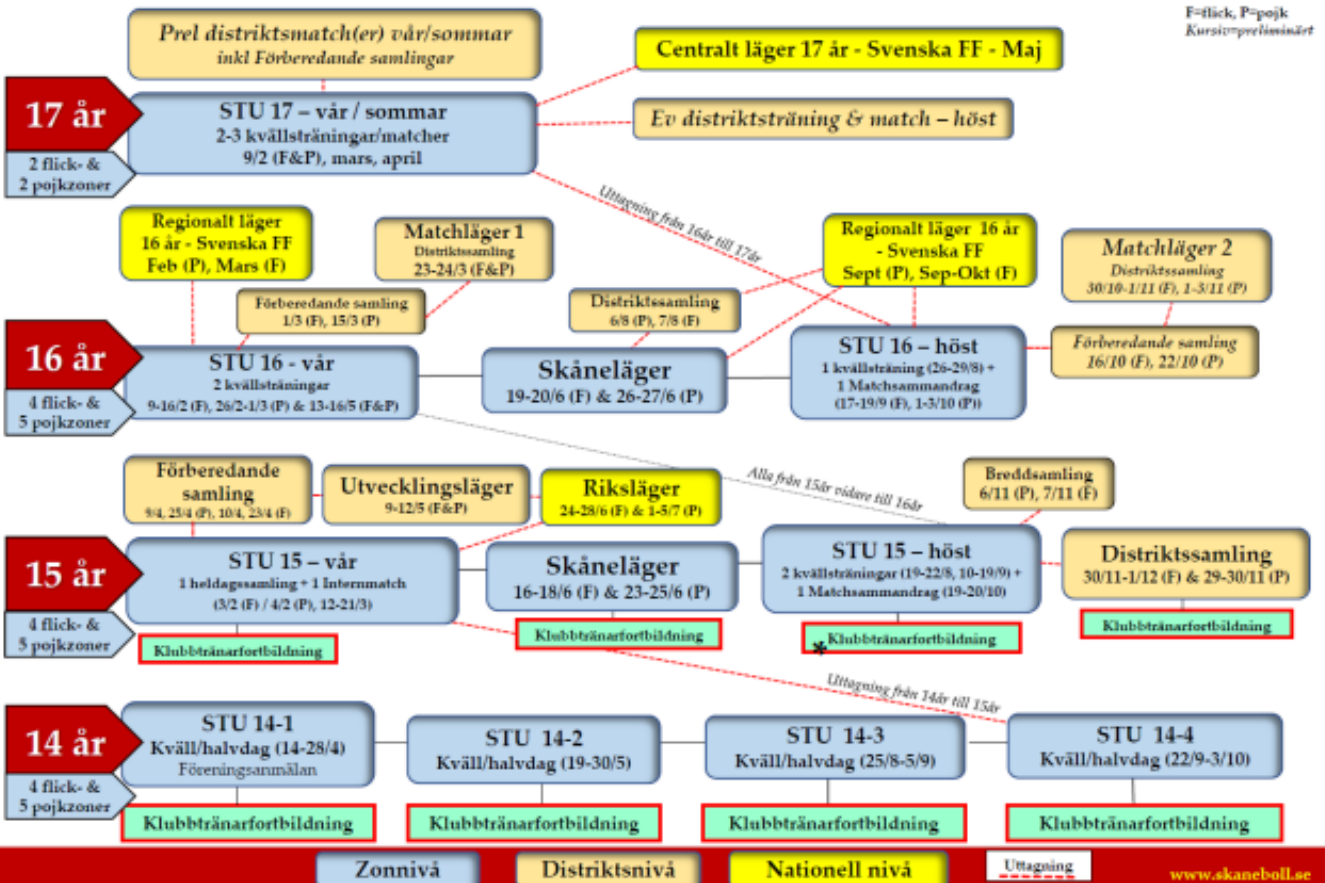 F=flick, P=pojk
Kursiv=preliminärt
Prel distriktsmatch(er) vår/sommar
inkl Förberedande samlingar
Centralt läger 17 år - Svenska FF - Maj
17 år
STU 17 – vår / sommar
2-3 kvällsträningar/matcher
9/2 (F&P), mars, april
Ev distriktsträning & match – höst
2 flick- &
2 pojkzoner
Uttagning från 16år till 17år
Regionalt läger
16 år - Svenska FF
Feb (P), Mars (F)
Matchläger 1
Distriktssamling
23-24/3 (F&P)
Regionalt läger 16 år
- Svenska FF
Sept (P), Sep-Okt (F)
Matchläger 2
Distriktssamling
30/10-1/11 (F), 1-3/11 (P)
Förberedande samling
1/3 (F), 15/3 (P)
Distriktssamling
6/8 (P), 7/8 (F)
16 år
STU 16 - vår
2 kvällsträningar
9-16/2 (F), 26/2-1/3 (P) & 13-16/5 (F&P)
Skåneläger
19-20/6 (F) & 26-27/6 (P)
STU 16 – höst
1 kvällsträning (26-29/8) +
1 Matchsammandrag
(17-19/9 (F), 1-3/10 (P))
Förberedande samling
16/10 (F), 22/10 (P)
4 flick- &
5 pojkzoner
Alla från 15år vidare till 16år
Förberedande
samling
9/4, 25/4 (P), 10/4, 23/4 (F)
Utvecklingsläger
9-12/5 (F&P)
Riksläger
24-28/6 (F) & 1-5/7 (P)
Breddsamling
6/11 (P), 7/11 (F)
15 år
STU 15 – vår
1 heldagssamling + 1 Internmatch
(3/2 (F) / 4/2 (P), 12-21/3)
Skåneläger
16-18/6 (F) & 23-25/6 (P)
STU 15 – höst
2 kvällsträningar (19-22/8, 10-19/9) +
1 Matchsammandrag (19-20/10)
Distriktssamling
30/11-1/12 (F) & 29-30/11 (P)
4 flick- &
5 pojkzoner
Klubbtränarfortbildning
Klubbtränarfortbildning
* Klubbtränarfortbildning
Klubbtränarfortbildning
Uttagning från 14år till 15år
14 år
STU 14-1
Kväll/halvdag (14-28/4)
Föreningsanmälan
STU 14-2
Kväll/halvdag (19-30/5)
STU 14-3
Kväll/halvdag (25/8-5/9)
STU 14-4
Kväll/halvdag (22/9-3/10)
4 flick- &
5 pojkzoner
Klubbtränarfortbildning
Klubbtränarfortbildning
Klubbtränarfortbildning
Klubbtränarfortbildning
Zonnivå
Distriktsnivå
Nationell nivå
Uttagning
www.skaneboll.se